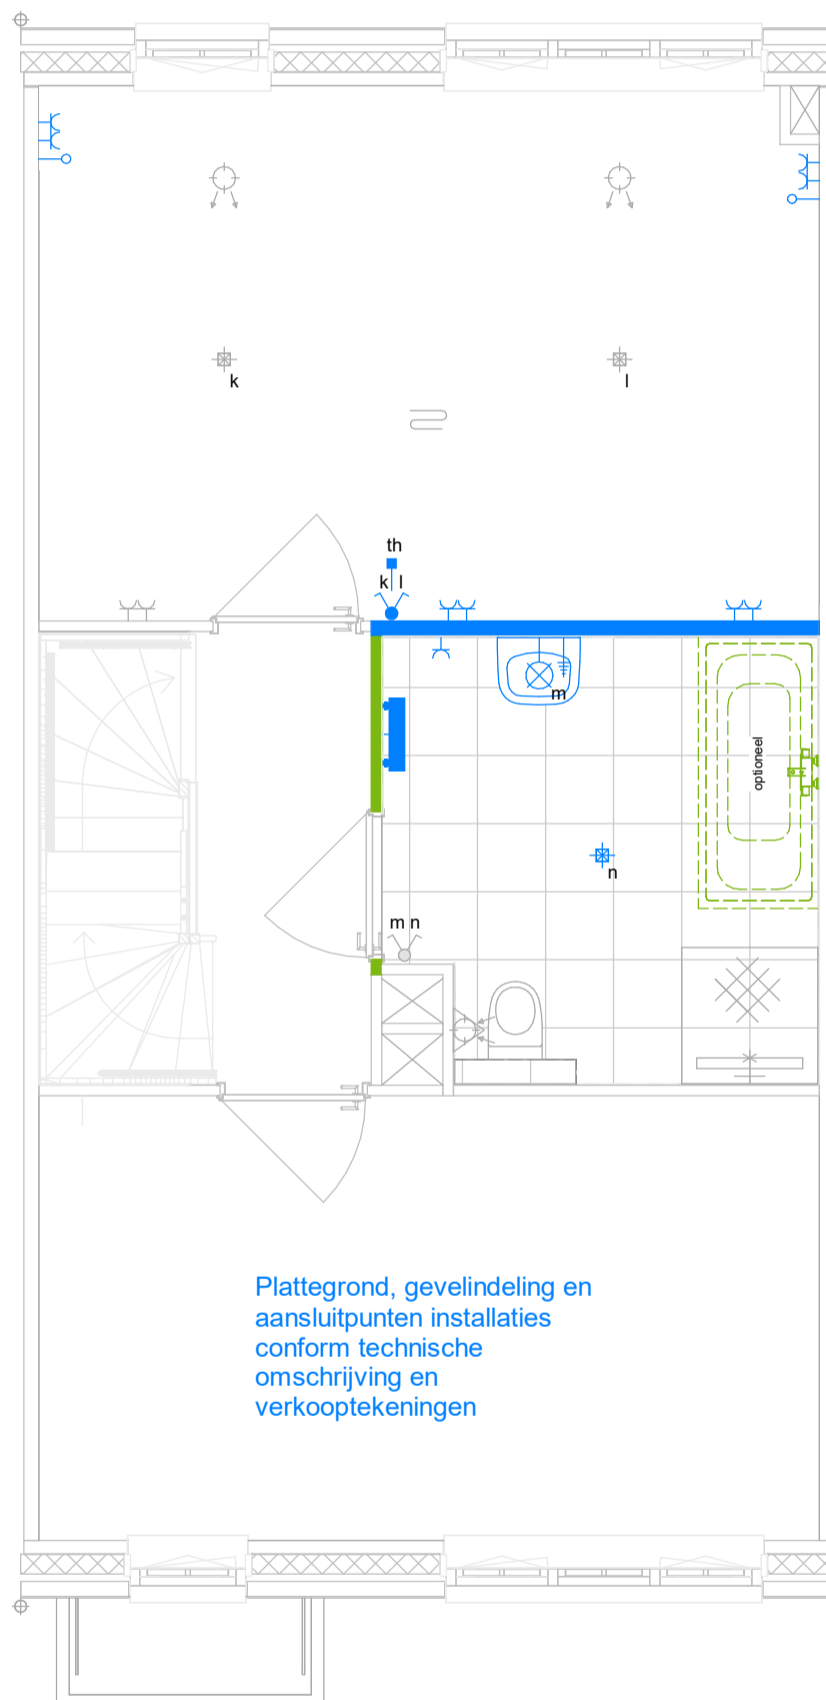 k
l
th
k l
m
optioneel
n
m n
Plattegrond, gevelindeling en
aansluitpunten installaties
conform technische
omschrijving en
verkooptekeningen